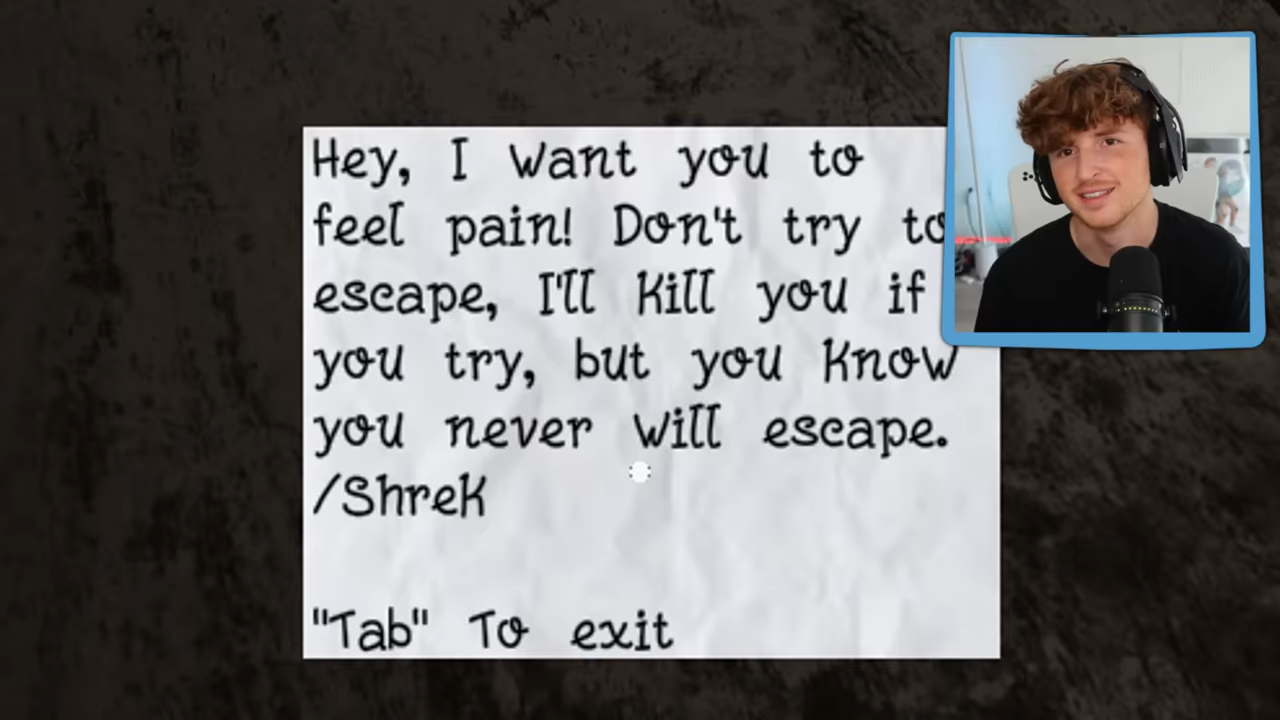 Hey, I want you to
feel pain! Don't try to
escape, I'll kill you if
you try, but you know
you never will escape.
/Shrek
"Tab" To exit